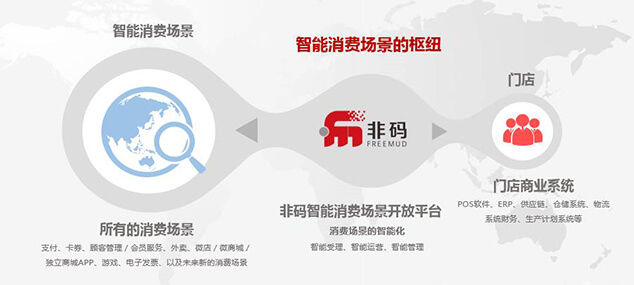 智能消费场景
智能消费场景的枢纽
门店
非码
FREEMUD
所有的消费场景
支付、卡券、顾客管理 / 会员服务、外卖、微店 / 微商城 /
独立商城APP、游戏、电子发票、以及未来新的消费场景
非码智能消费场景开放平台
消费场景的智能化
智能受理、智能运营、智能管理
门店商业系统
POS软件、ERP、供应链、仓储系统、物流
系统财务、生产计划系统等